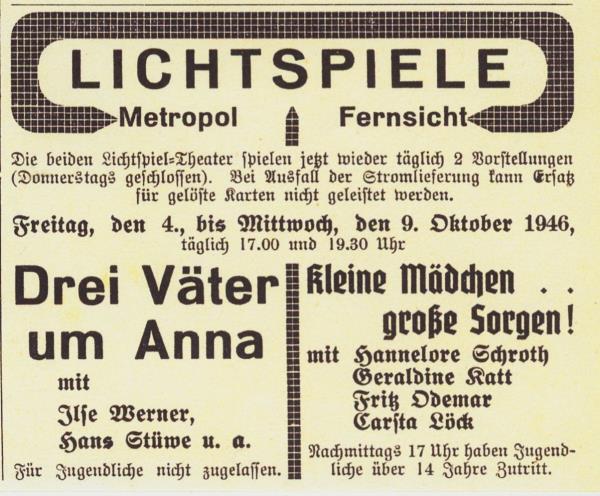 LICHTSPIELE
Metropol Fernsicht
Die beiden Lichtspiel=Theater spielen jetzt wieder täglich 2 Vorstellungen
(Donnerstags geschlossen). Bei Ausfall der Stromlieferung kann Ersatz
für gelöste Karten nicht geleistet werden.
Freitag, den 4., bis Mittwoch, den 9. Oktober 1946,
täglich 17.00 und 19.30 Uhr
Drei Väter
um Anna
mit
Ilse Werner,
Hans Stüwe u. a.
Für Jugendliche nicht zugelassen.
Kleine Mädchen . .
große Sorgen!
mit Hannelore Schroth
Geraldine Katt
Fritz Odemar
Carsta Löck
Nachmittags 17 Uhr haben Jugend-
liche über 14 Jahre Zutritt.